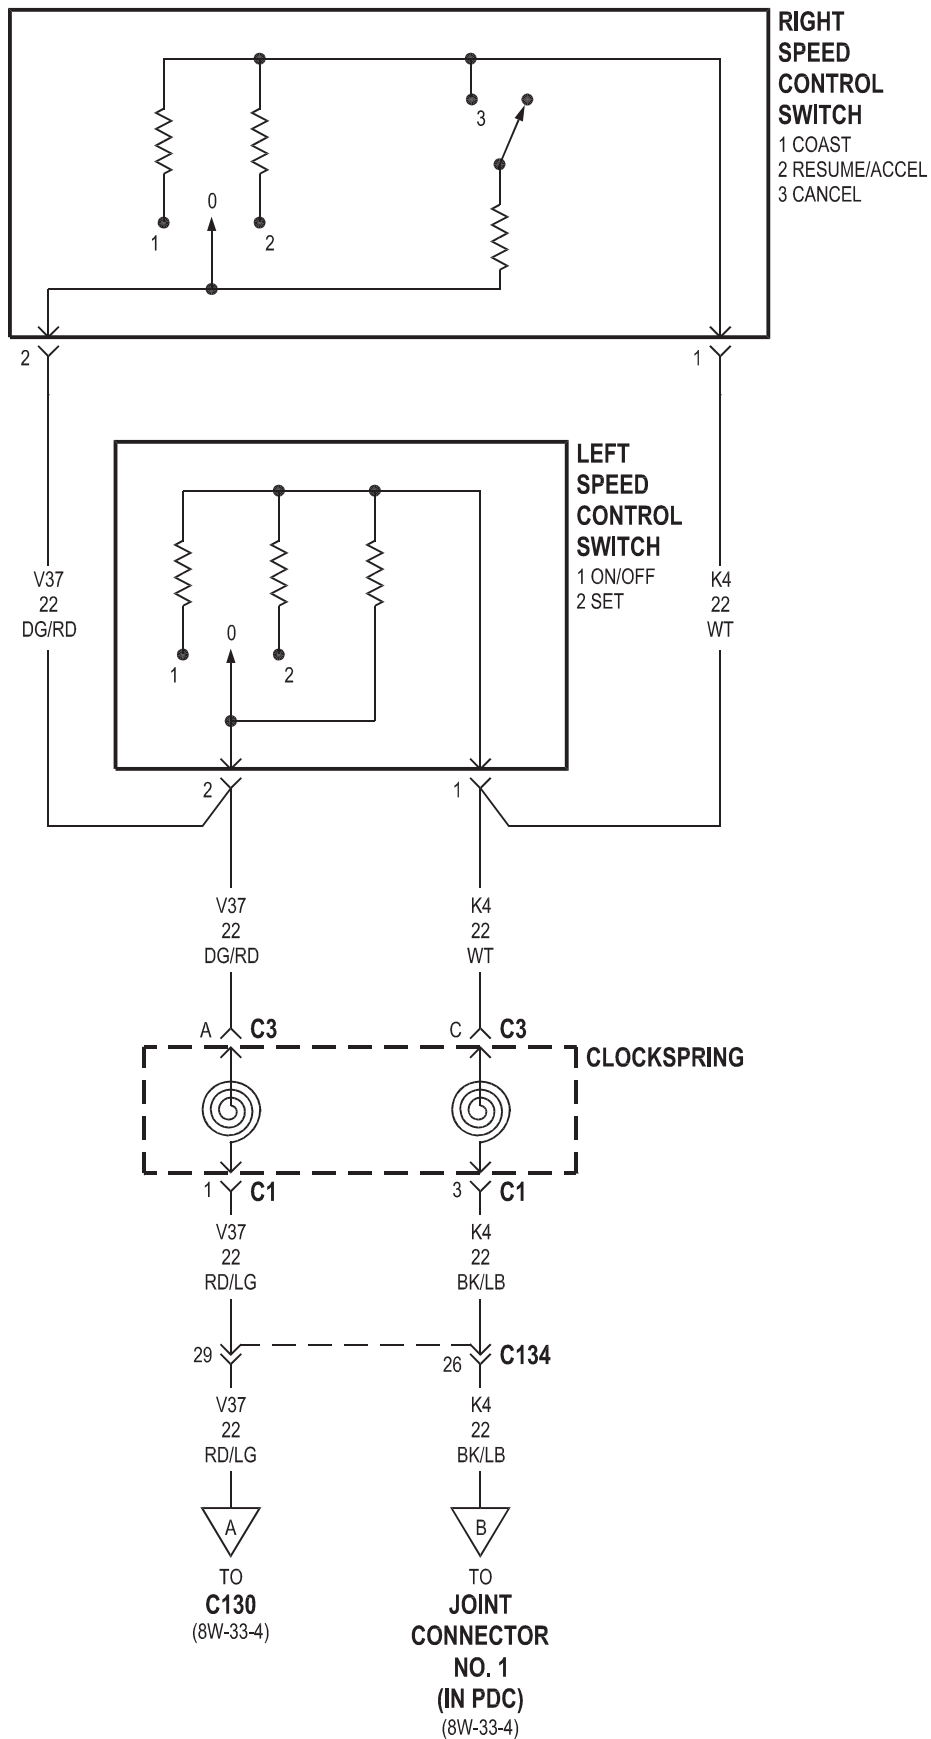 RIGHT
SPEED
CONTROL
SWITCH
1 COAST
2 RESUME/ACCEL
3 CANCEL
3
0
1
2
2
1
LEFT
SPEED
CONTROL
SWITCH
1 ON/OFF
2 SET
V37
22
DG/RD
K4
22
WT
0
1
2
2
1
V37
22
DG/RD
K4
22
WT
A
C3
C
C3
CLOCKSPRING
1
C1
3
C1
V37
22
RD/LG
K4
22
BK/LB
29
26
C134
V37
22
RD/LG
K4
22
BK/LB
A
B
TO
C130
(8W-33-4)
TO
JOINT
CONNECTOR
NO. 1
(IN PDC)
(8W-33-4)